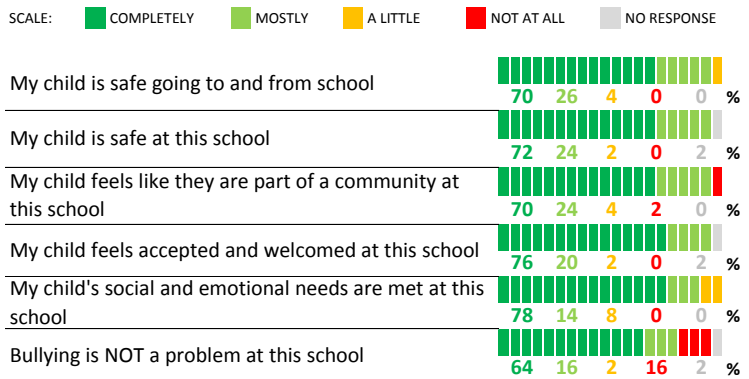 SCALE: COMPLETELY MOSTLY A LITTLE NOT AT ALL NO RESPONSE
My child is safe going to and from school
70 26 4 0 0 %
My child is safe at this school
72 24 2 0 2 %
My child feels like they are part of a community at
this school
70 24 4 2 0 %
My child feels accepted and welcomed at this school
76 20 2 0 2 %
My child's social and emotional needs are met at this
school
78 14 8 0 0 %
Bullying is NOT a problem at this school
64 16 2 16 2 %